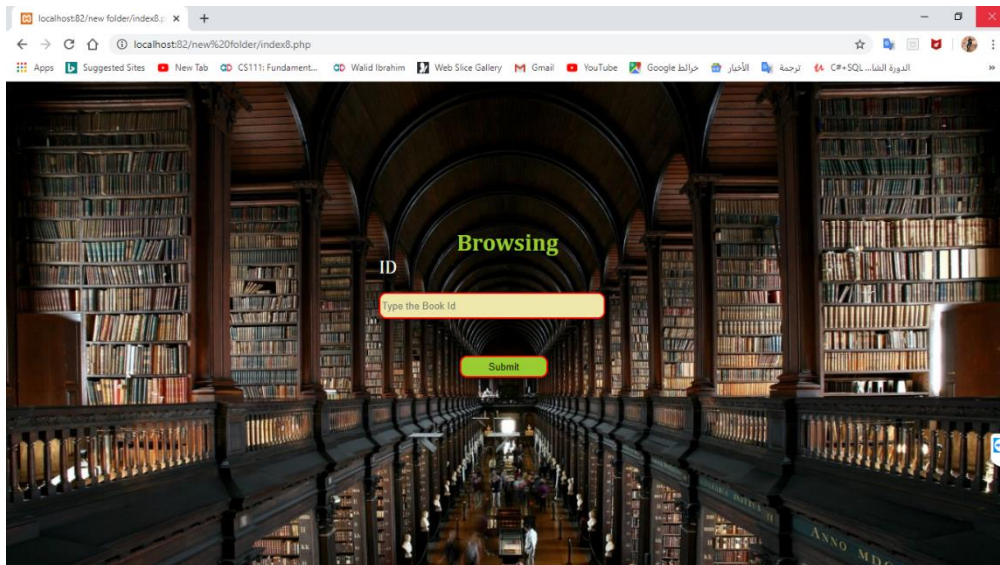 localhost:82/new folder/index8.p
localhost:82/new%20folder/index8.php
Apps Suggested Sites New Tab CS111: Fundament... Walid Ibrahim Web Slice Gallery Gmail YouTube خرائط Google الأخبار ترجمة C#+SQL الدورة الشا... »
Browsing
ID
Type the Book Id
Submit
ANNO MDC